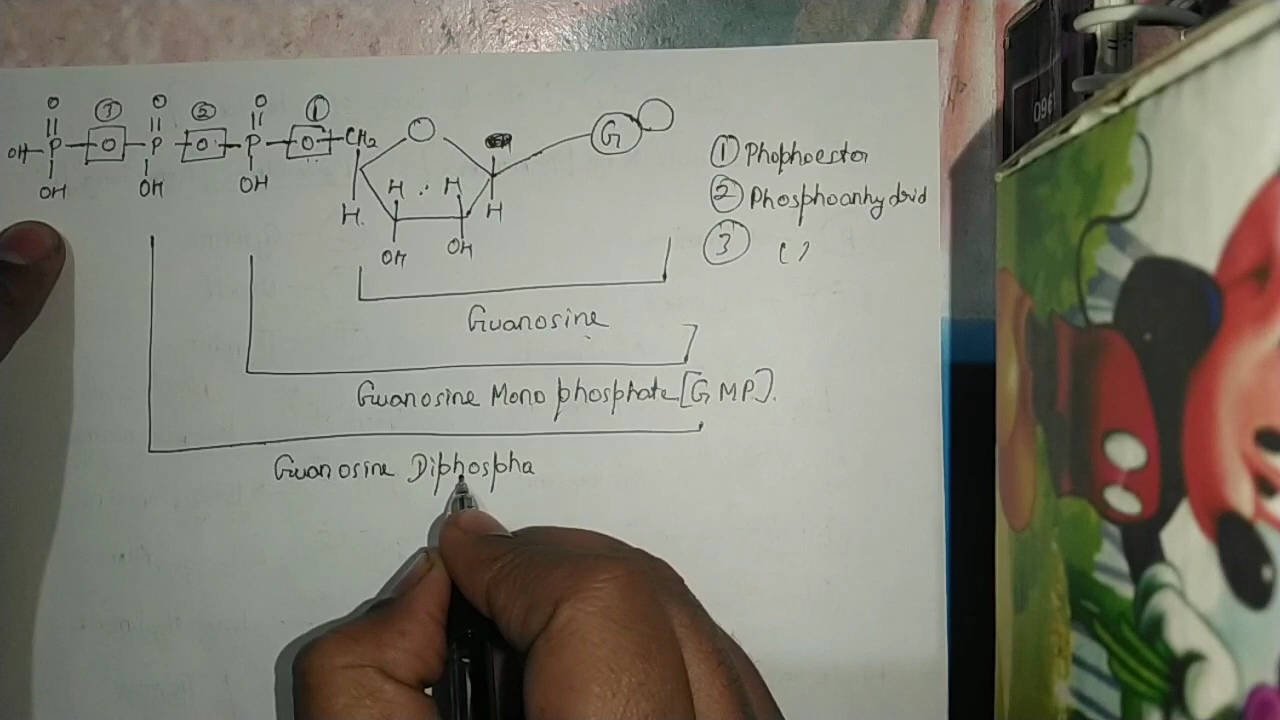 O ③ O ② O ①
OH-P-O-P-O-P-O-CH₂ O G
OH OH OH
H H H H
OH OH
① Phophoester
② Phosphoanhydrid
③ ( )
Guanosine
Guanosine Mono phosphate [GMP].
Guanosine Diphospha
096